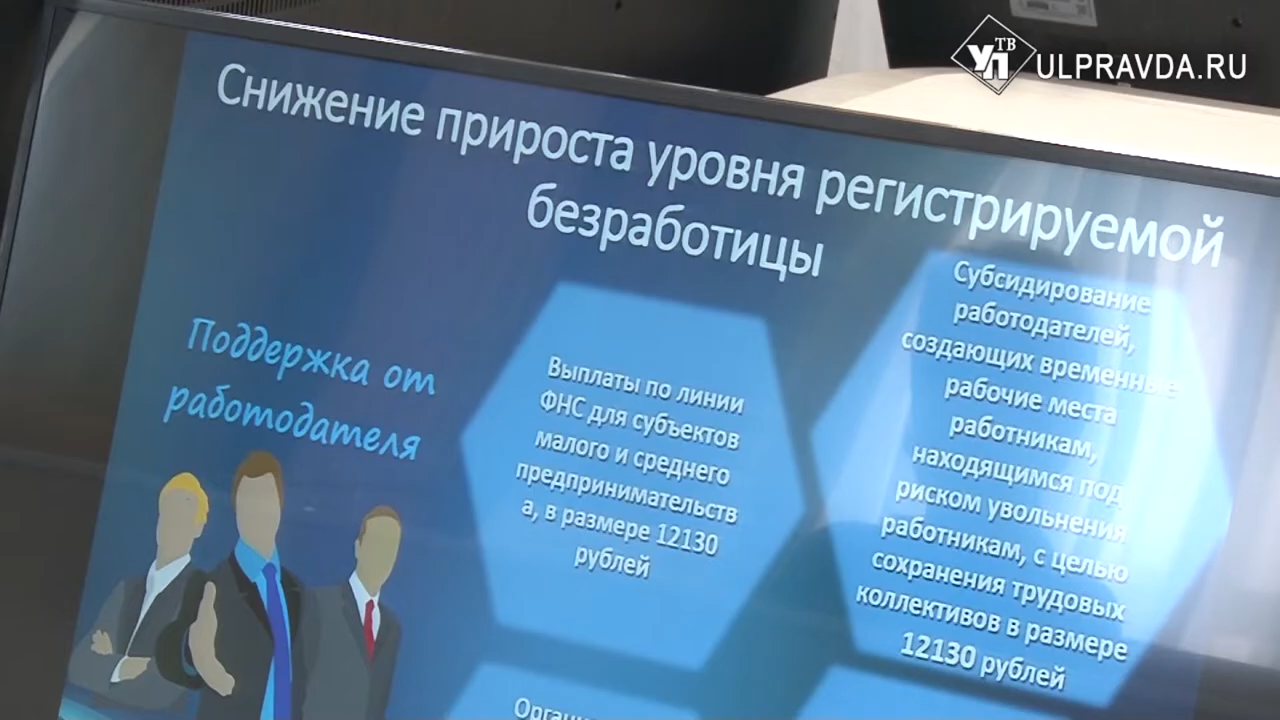 УП ТВ ULPRAVDA.RU
Снижение прироста уровня регистрируемой
безработицы
Поддержка от
работодателя
Выплаты по линии
ФНС для субъектов
малого и среднего
предпринимательств
а, в размере 12130
рублей
Субсидирование
работодателей,
создающих временные
рабочие места
работникам,
находящимся под
риском увольнения
работникам, с целью
сохранения трудовых
коллективов в размере
12130 рублей